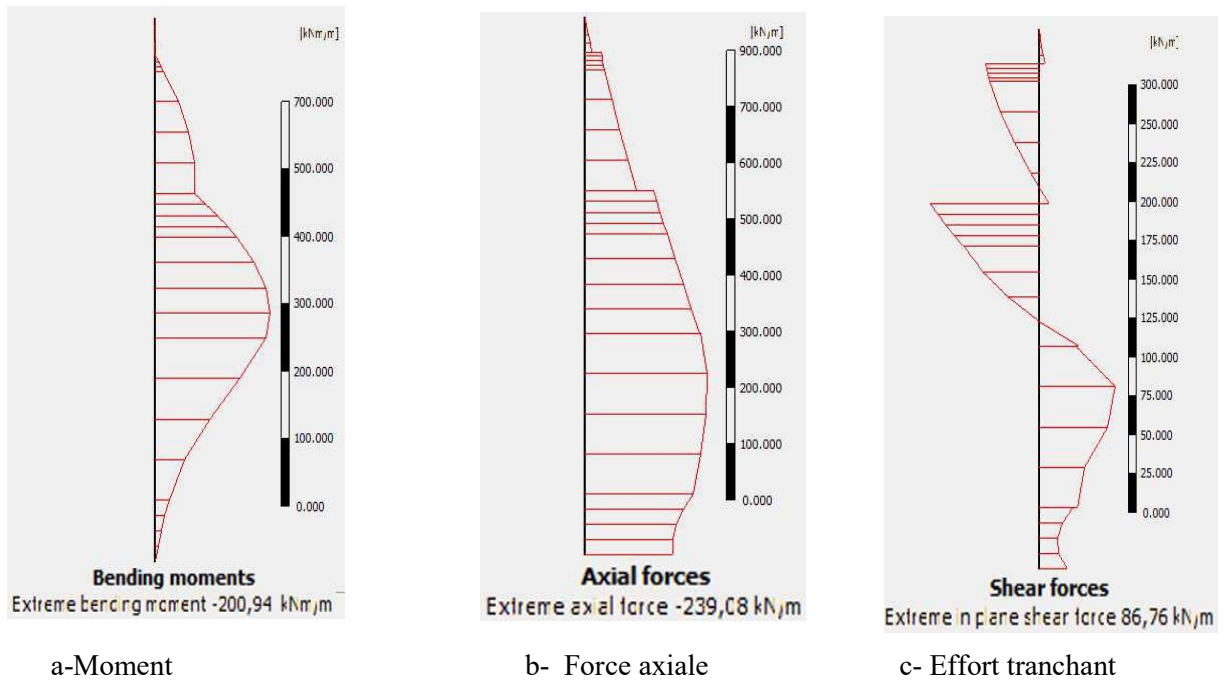 [kNm/m]
700.000
500.000
400.000
300.000
200.000
100.000
0.000
Bending moments
Extreme bending moment -200,94 kNm/m
a-Moment
[kN/m]
900.000
700.000
600.000
400.000
300.000
200.000
100.000
0.000
Axial forces
Extreme axial force -239,08 kN/m
b- Force axiale
[kN/m]
300.000
250.000
225.000
200.000
175.000
150.000
125.000
100.000
75.000
50.000
25.000
0.000
Shear forces
Extreme in plane shear force 86,76 kN/m
c- Effort tranchant